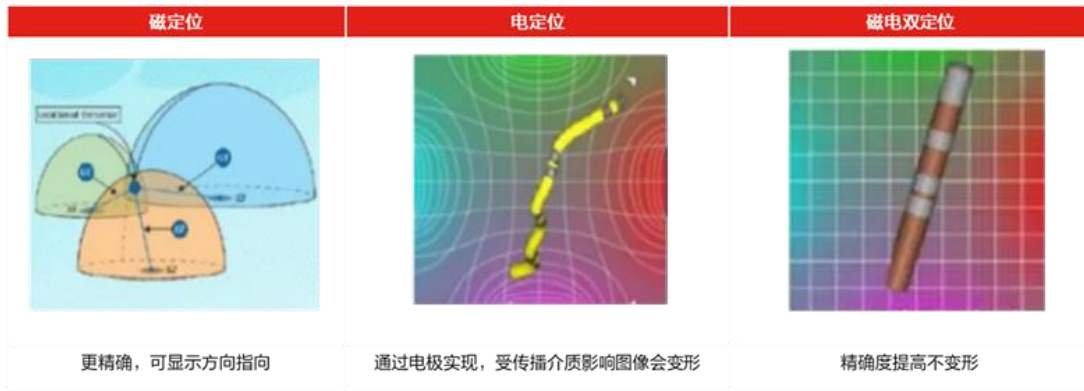 磁定位
电定位
磁电双定位
更精确，可显示方向指向
通过电极实现，受传播介质影响图像会变形
精确度提高不变形